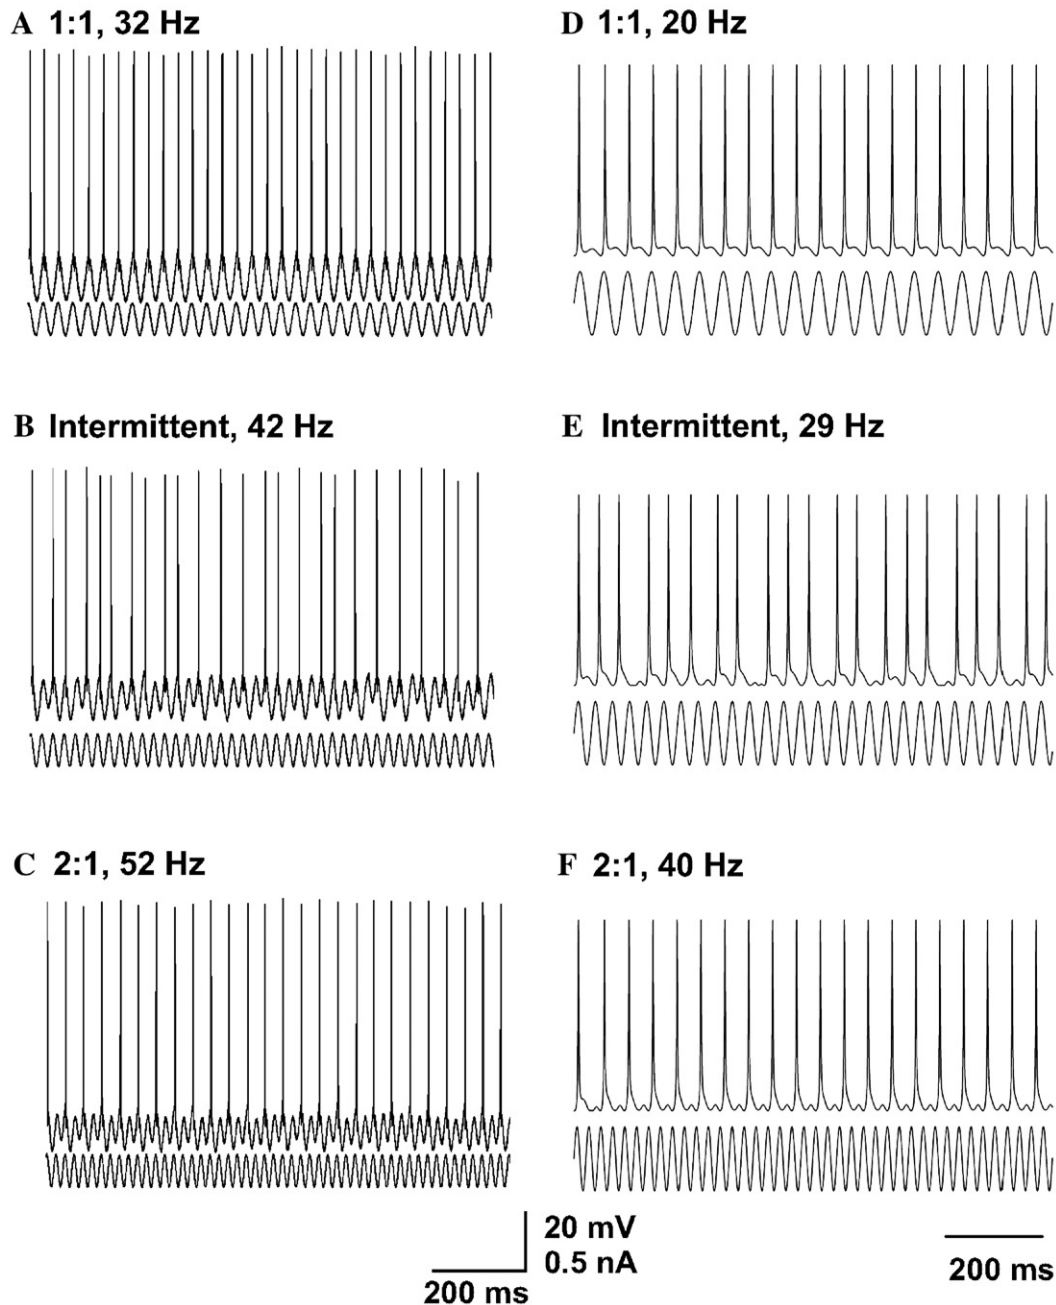 A 1:1, 32 Hz
D 1:1, 20 Hz
B Intermittent, 42 Hz
E Intermittent, 29 Hz
C 2:1, 52 Hz
F 2:1, 40 Hz
20 mV
0.5 nA
200 ms
200 ms